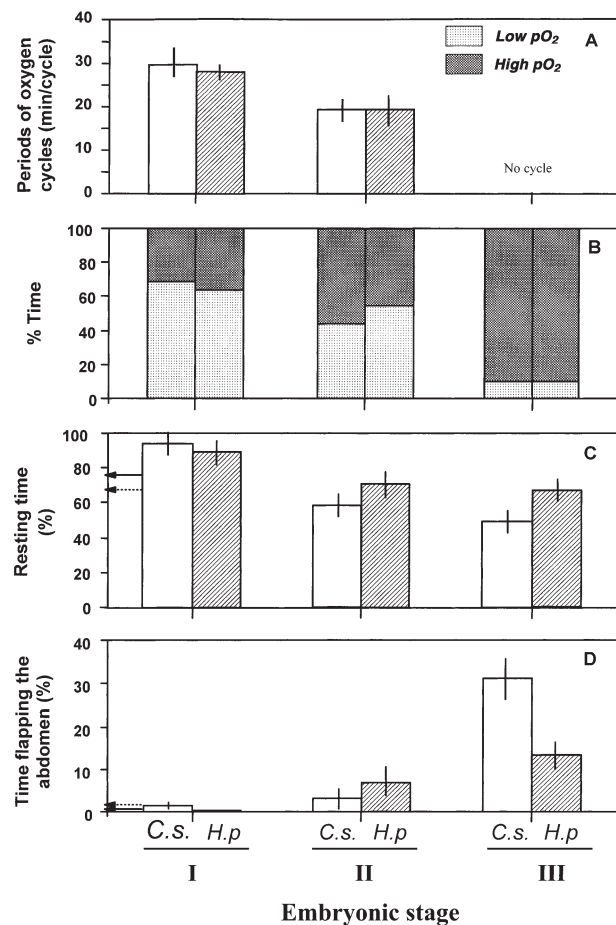 Periods of oxygen
cycles (min/cycle)
40
30
20
20
10
0
A
Low pO2
High pO2
No cycle
% Time
100
80
60
40
20
0
B
Resting time
(%)
100
80
60
40
20
0
C
Time flapping the
abdomen (%)
40
30
20
10
0
D
C.s. H.p C.s. H.p C.s. H.p
I II III
Embryonic stage